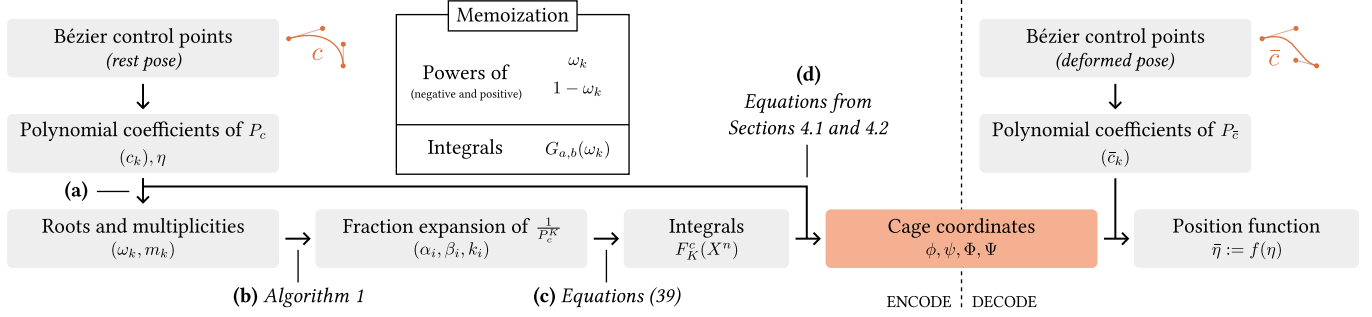 Bézier control points
(rest pose)
c
Polynomial coefficients of P_c
(c_k), η
(a)
Memoization
Powers of
(negative and positive)
ω_k
1 − ω_k
Integrals
G_{a,b}(ω_k)
(d)
Equations from
Sections 4.1 and 4.2
Bézier control points
(deformed pose)
c̄
Polynomial coefficients of P_c̄
(c̄_k)
Roots and multiplicities
(ω_k, m_k)
Fraction expansion of 1/P_c^K
(α_i, β_i, k_i)
Integrals
F_K^c(X^n)
Cage coordinates
ϕ, ψ, Φ, Ψ
Position function
η̄ := f(η)
(b) Algorithm 1
(c) Equations (39)
ENCODE
DECODE